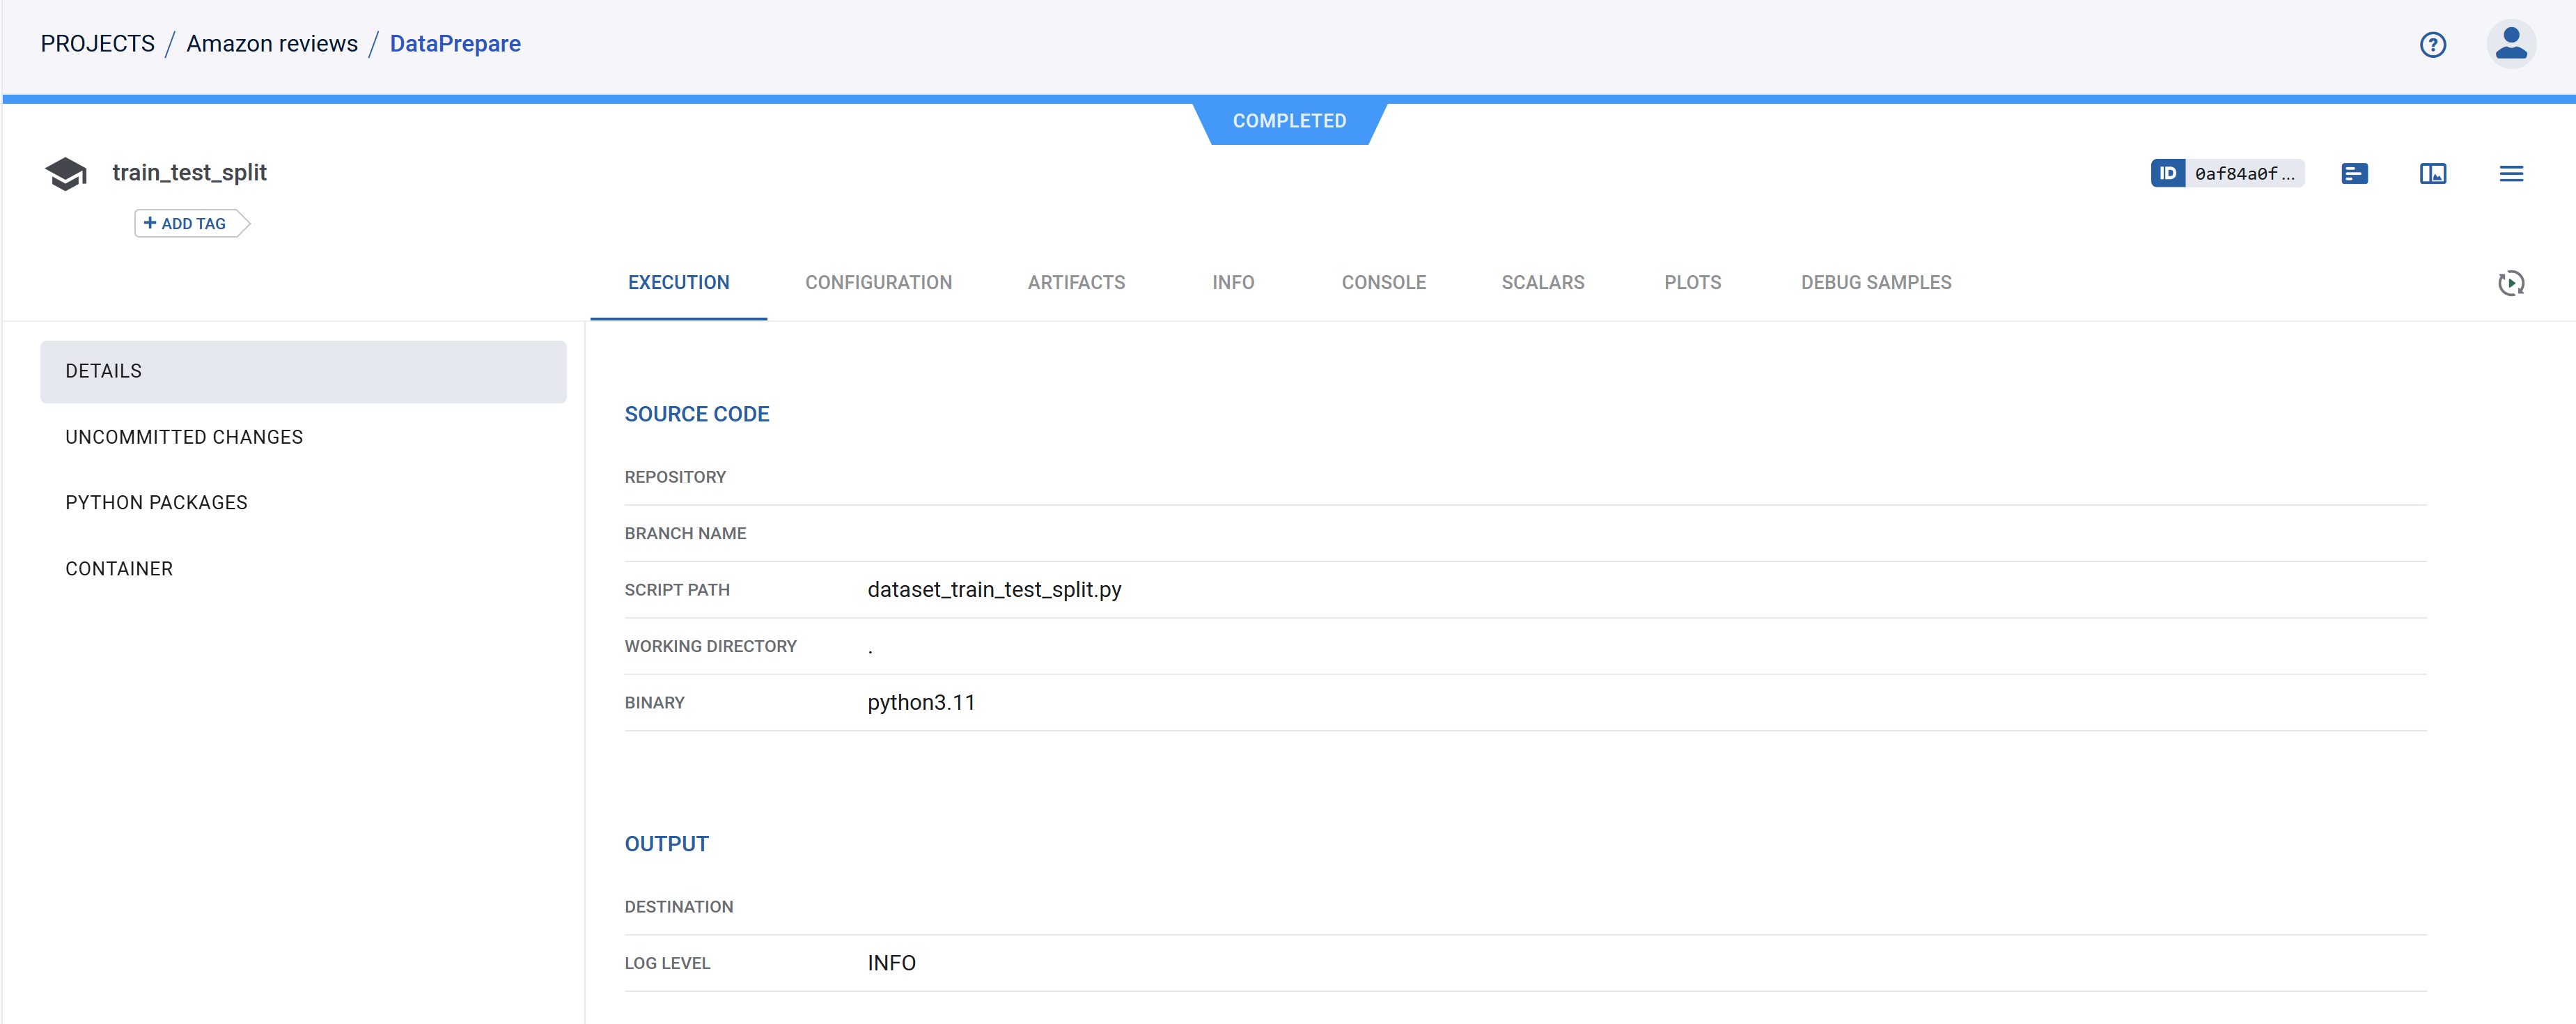 PROJECTS / Amazon reviews / DataPrepare
COMPLETED
train_test_split
ID 0af84a0f...
+ ADD TAG
EXECUTION CONFIGURATION ARTIFACTS INFO CONSOLE SCALARS PLOTS DEBUG SAMPLES
DETAILS
UNCOMMITTED CHANGES
PYTHON PACKAGES
CONTAINER
SOURCE CODE
REPOSITORY
BRANCH NAME
SCRIPT PATH dataset_train_test_split.py
WORKING DIRECTORY .
BINARY python3.11
OUTPUT
DESTINATION
LOG LEVEL INFO